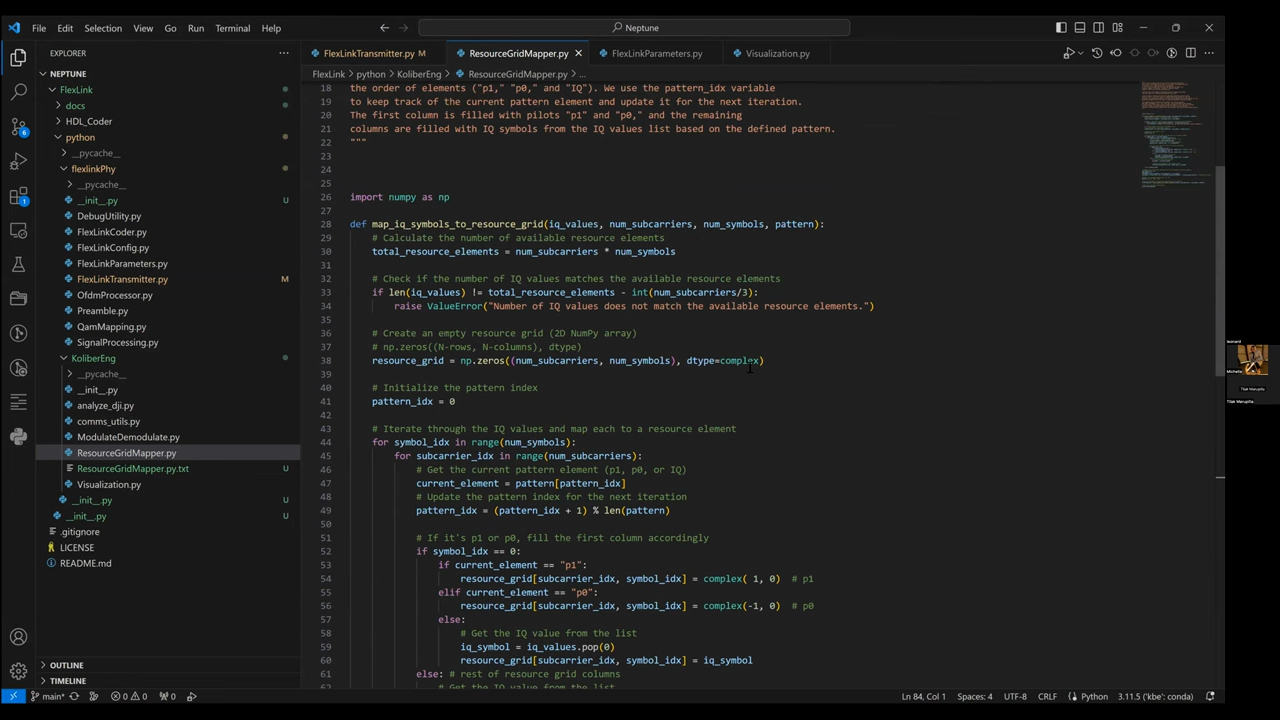 File Edit Selection View Go Run Terminal Help
Neptune
EXPLORER
FlexLinkTransmitter.py M
ResourceGridMapper.py
FlexLinkParameters.py
Visualization.py
FlexLink > python > KoliberEng > ResourceGridMapper.py > ...
NEPTUNE
FlexLink
docs
HDL_Coder
python
__pycache__
flexlinkPhy
__pycache__
__init__.py U
DebugUtility.py
FlexLinkCoder.py
FlexLinkConfig.py
FlexLinkParameters.py
FlexLinkTransmitter.py M
OfdmProcessor.py
Preamble.py
QamMapping.py
SignalProcessing.py
KoliberEng
__pycache__
__init__.py
analyze_dji.py
comms_utils.py
ModulateDemodulate.py
ResourceGridMapper.py
ResourceGridMapper.py.txt U
Visualization.py
__init__.py U
__init__.py U
.gitignore
LICENSE
README.md
OUTLINE
TIMELINE
6
1
18 the order of elements ("p1," "p0," and "IQ"). We use the pattern_idx variable
19 to keep track of the current pattern element and update it for the next iteration.
20 The first column is filled with pilots "p1" and "p0," and the remaining
21 columns are filled with IQ symbols from the IQ values list based on the defined pattern.
22 """
23
24
25
26 import numpy as np
27
28 def map_iq_symbols_to_resource_grid(iq_values, num_subcarriers, num_symbols, pattern):
29 # Calculate the number of available resource elements
30 total_resource_elements = num_subcarriers * num_symbols
31
32 # Check if the number of IQ values matches the available resource elements
33 if len(iq_values) != total_resource_elements - int(num_subcarriers/3):
34 raise ValueError("Number of IQ values does not match the available resource elements.")
35
36 # Create an empty resource grid (2D NumPy array)
37 # np.zeros((N-rows, N-columns), dtype)
38 resource_grid = np.zeros((num_subcarriers, num_symbols), dtype=complex)
39
40 # Initialize the pattern index
41 pattern_idx = 0
42
43 # Iterate through the IQ values and map each to a resource element
44 for symbol_idx in range(num_symbols):
45 for subcarrier_idx in range(num_subcarriers):
46 # Get the current pattern element (p1, p0, or IQ)
47 current_element = pattern[pattern_idx]
48 # Update the pattern index for the next iteration
49 pattern_idx = (pattern_idx + 1) % len(pattern)
50
51 # If it's p1 or p0, fill the first column accordingly
52 if symbol_idx == 0:
53 if current_element == "p1":
54 resource_grid[subcarrier_idx, symbol_idx] = complex( 1, 0) # p1
55 elif current_element == "p0":
56 resource_grid[subcarrier_idx, symbol_idx] = complex(-1, 0) # p0
57 else:
58 # Get the IQ value from the list
59 iq_symbol = iq_values.pop(0)
60 resource_grid[subcarrier_idx, symbol_idx] = iq_symbol
61 else: # rest of resource grid columns
62 # Get the IQ value from the list
leonard
Michelle
Tilak Marupilla
Tilak Marupilla
main* 0 0 0
Ln 84, Col 1 Spaces: 4 UTF-8 CRLF Python 3.11.5 ('kbe': conda)